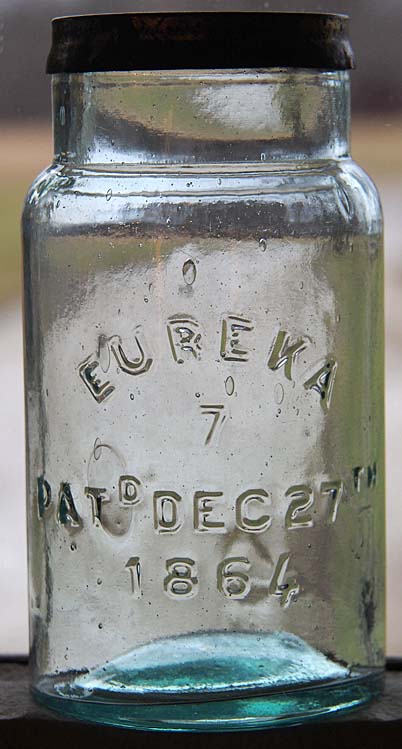 EUREKA
7
PATD DEC 27TH
1864